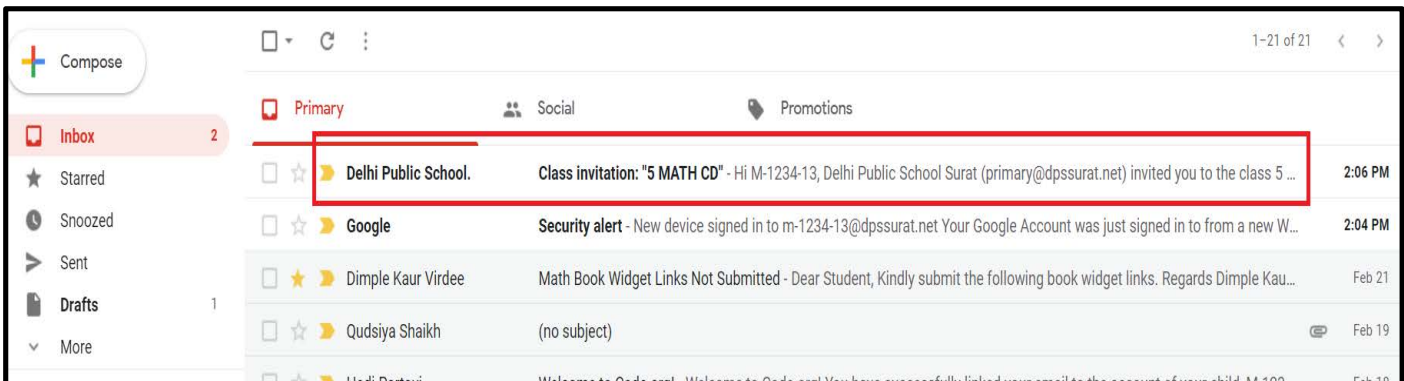 Compose
1–21 of 21
Primary
Social
Promotions
Inbox 2
Starred
Snoozed
Sent
Drafts 1
More
Delhi Public School. Class invitation: "5 MATH CD" - Hi M-1234-13, Delhi Public School Surat (primary@dpssurat.net) invited you to the class 5 ... 2:06 PM
Google Security alert - New device signed in to m-1234-13@dpssurat.net Your Google Account was just signed in to from a new W... 2:04 PM
Dimple Kaur Virdee Math Book Widget Links Not Submitted - Dear Student, Kindly submit the following book widget links. Regards Dimple Kau... Feb 21
Qudsiya Shaikh (no subject) Feb 19